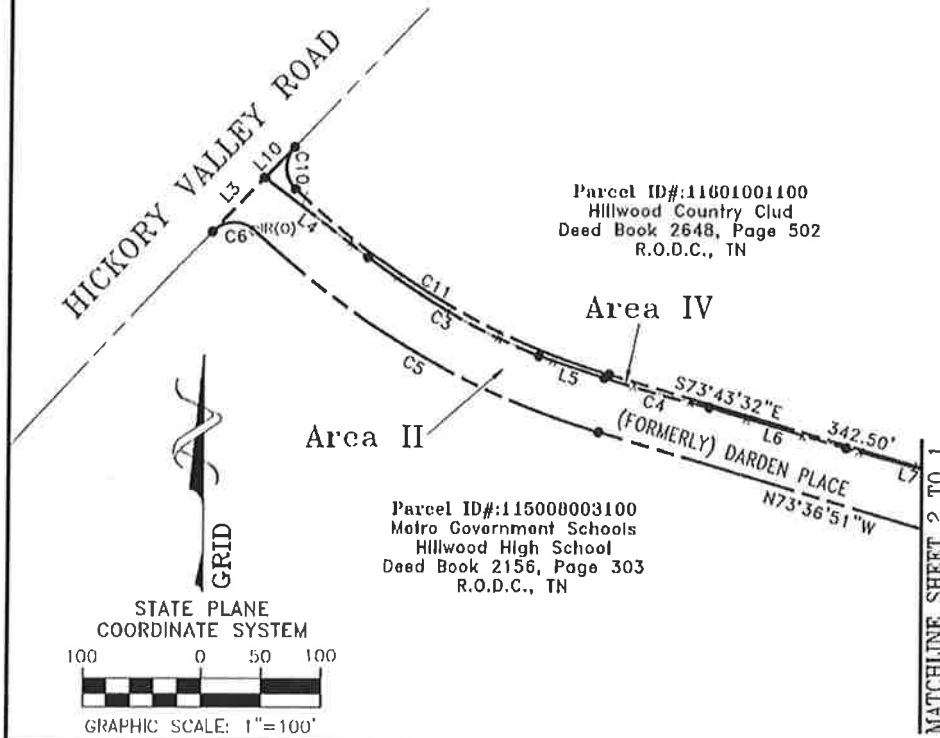 HICKORY VALLEY ROAD
L10
C10
L3
L4
C6
IR(O)
Parcel ID#:11601001100
Hillwood Country Clud
Deed Book 2648, Page 502
R.O.D.C., TN
C11
C3
Area IV
C5
L5
S73°43'32"E
C4
342.50'
L6
L7
Area II
(FORMERLY) DARDEN PLACE
N73°36'51"W
Parcel ID#:115008003100
Metro Government Schools
Hillwood High School
Deed Book 2156, Page 303
R.O.D.C., TN
GRID
STATE PLANE
COORDINATE SYSTEM
100 0 50 100
GRAPHIC SCALE: 1"=100'
MATCHLINE SHEET 2 TO 1